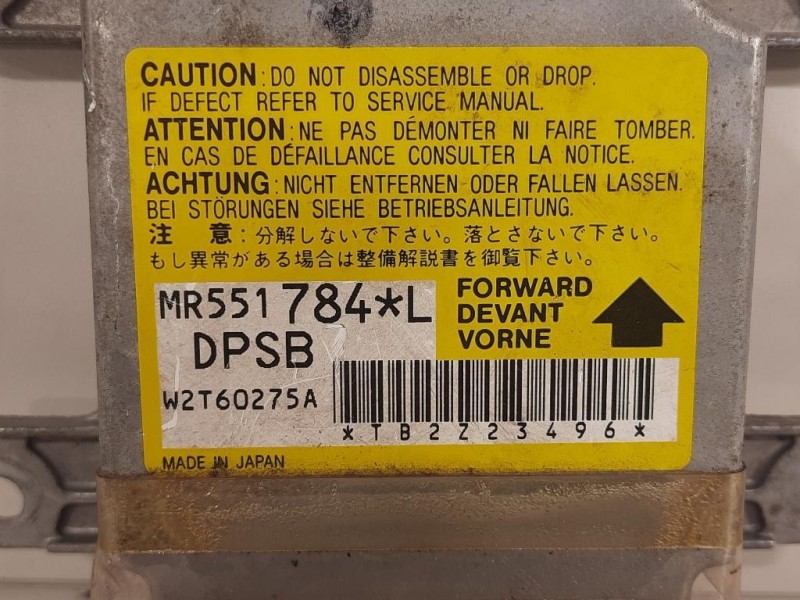 CAUTION : DO NOT DISASSEMBLE OR DROP.
IF DEFECT REFER TO SERVICE MANUAL.
ATTENTION : NE PAS DÉMONTER NI FAIRE TOMBER.
EN CAS DE DÉFAILLANCE CONSULTER LA NOTICE.
ACHTUNG : NICHT ENTFERNEN ODER FALLEN LASSEN.
BEI STÖRUNGEN SIEHE BETRIEBSANLEITUNG.
注 意 : 分解しないで下さい。落とさないで下さい。
もし異常がある場合は整備解説書を御覧下さい。
MR551784*L
DPSB
W2T60275A
FORWARD
DEVANT
VORNE
*TB2Z23496*
MADE IN JAPAN